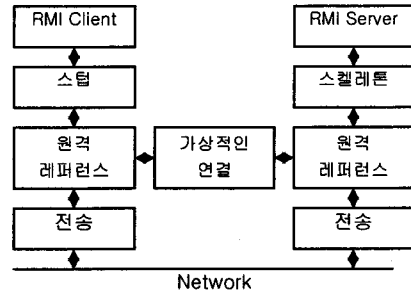 RMI Client
RMI Server
스텁
스켈레톤
원격
레퍼런스
가상적인
연결
원격
레퍼런스
전송
전송
Network